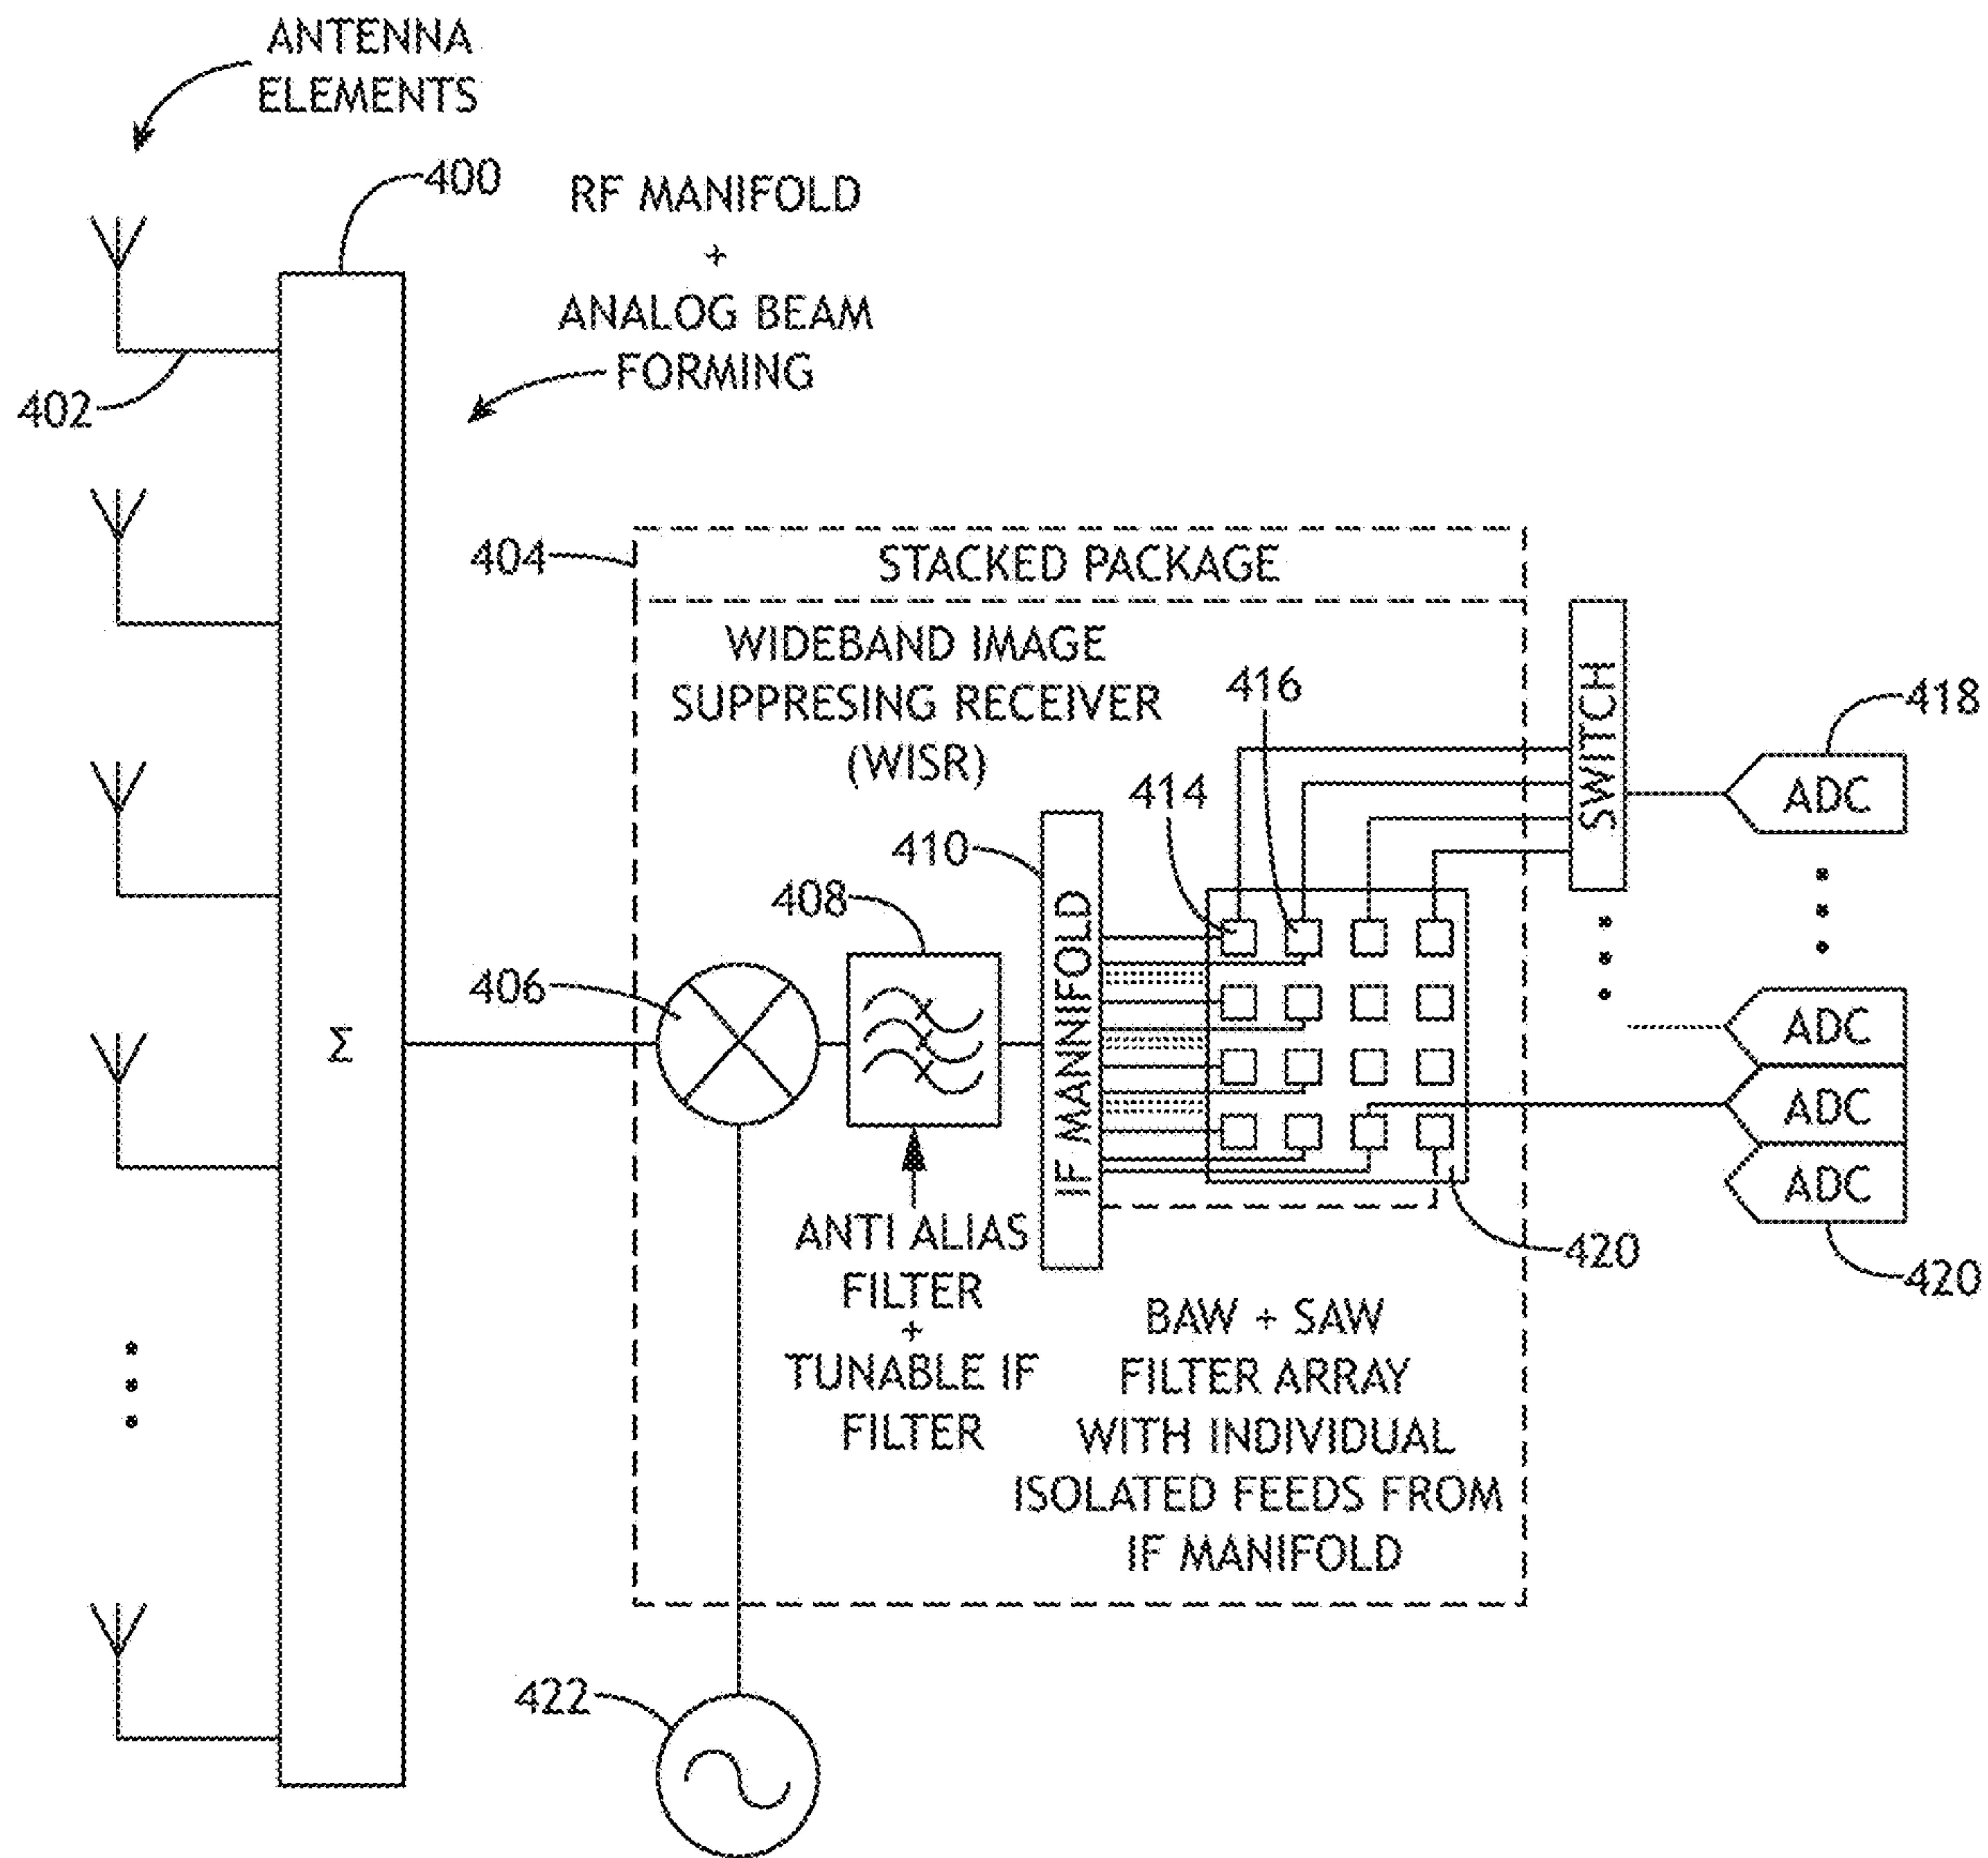 ANTENNA
ELEMENTS
400
RF MANIFOLD
+
ANALOG BEAM
FORMING
402
404
STACKED PACKAGE
WIDEBAND IMAGE
SUPPRESING RECEIVER
(WISR)
416
414
SWITCH
418
ADC
410
408
IF MANNIFOLD
406
Σ
ADC
ADC
ADC
420
420
ANTI ALIAS
FILTER
+
TUNABLE IF
FILTER
BAW + SAW
FILTER ARRAY
WITH INDIVIDUAL
ISOLATED FEEDS FROM
IF MANIFOLD
422